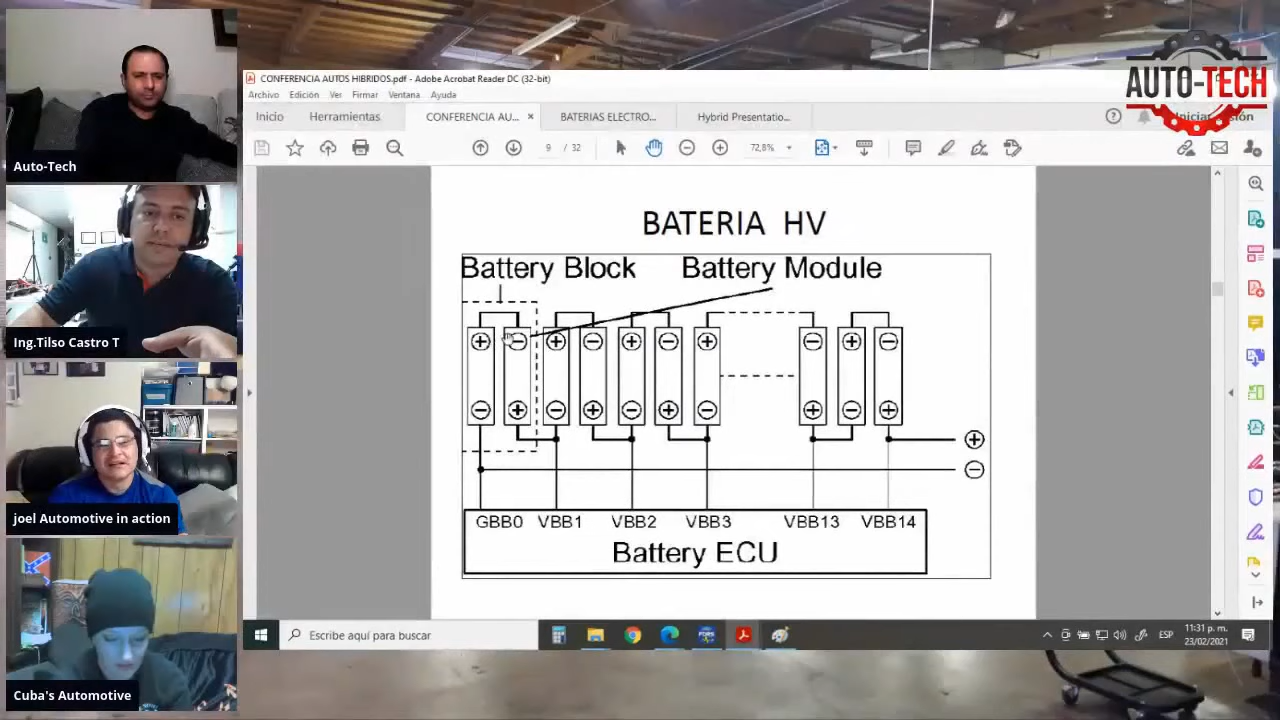 Auto-Tech
Ing.Tilso Castro T
joel Automotive in action
Cuba's Automotive
AUTO-TECH
CONFERENCIA AUTOS HIBRIDOS.pdf - Adobe Acrobat Reader DC (32-bit)
Archivo Edición Ver Firmar Ventana Ayuda
Inicio Herramientas CONFERENCIA AU... × BATERIAS ELECTRO... Hybrid Presentatio...
9 / 32 72,8%
BATERIA HV
Battery Block Battery Module
GBB0 VBB1 VBB2 VBB3 VBB13 VBB14
Battery ECU
Escribe aquí para buscar
ESP
11:31 p. m.
23/02/2021